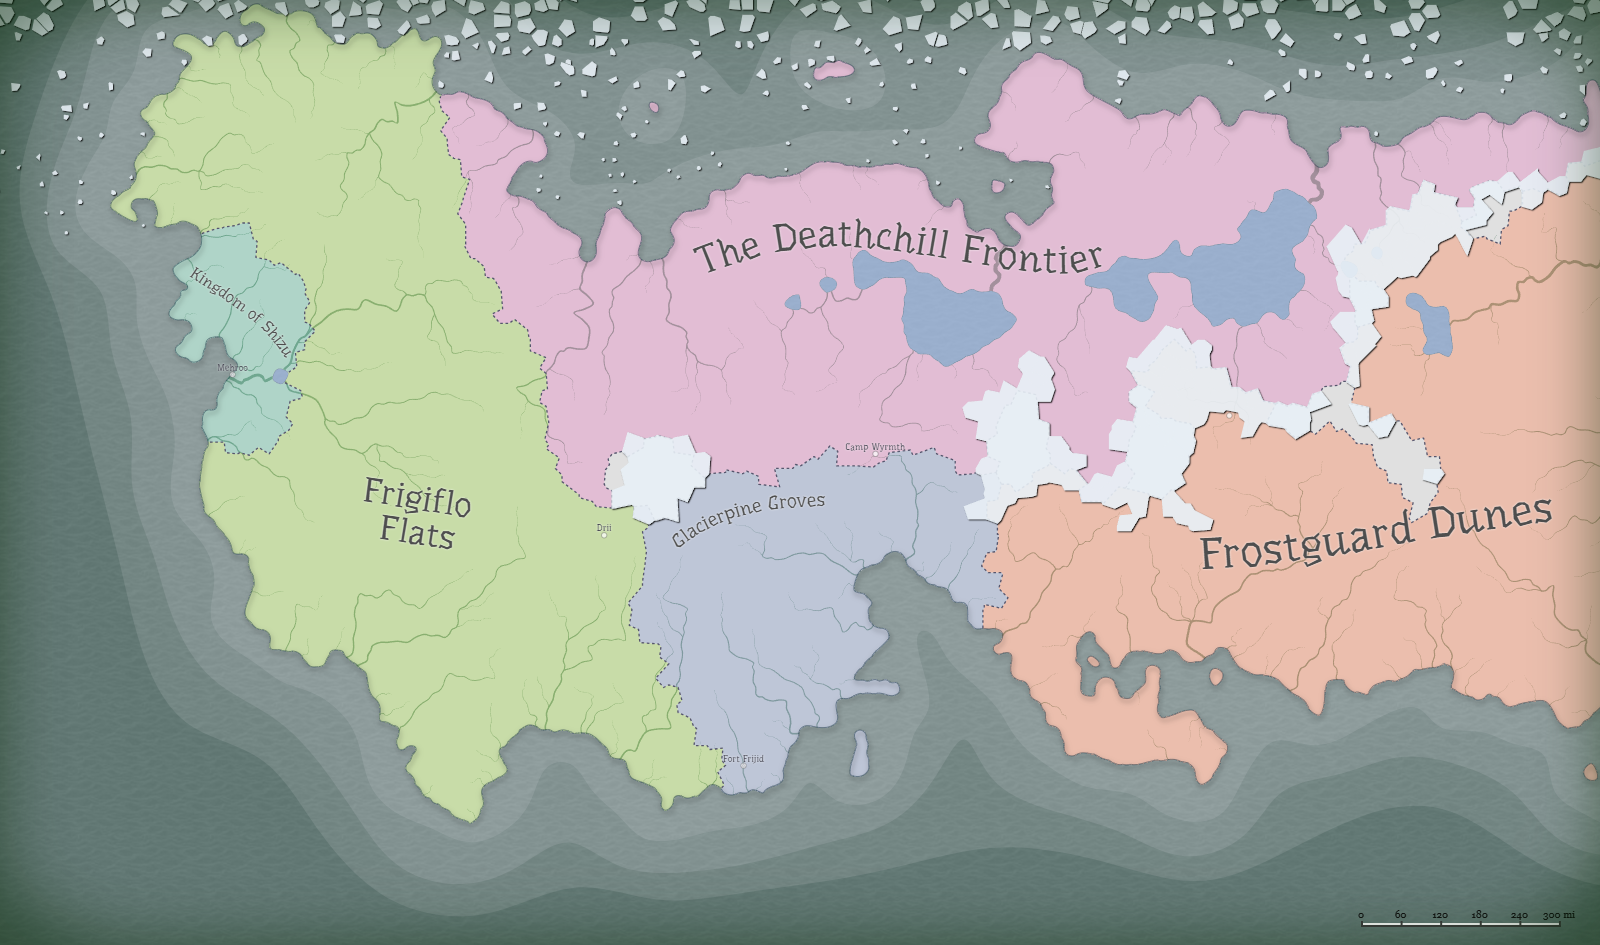 The Deathchill Frontier
Kingdom of Shizu
Mehroo
Camp Wyrmth
Frigiflo
Flats
Glacierpine Groves
Drii
Frostguard Dunes
Fort Frijid
0 60 120 180 240 300 mi